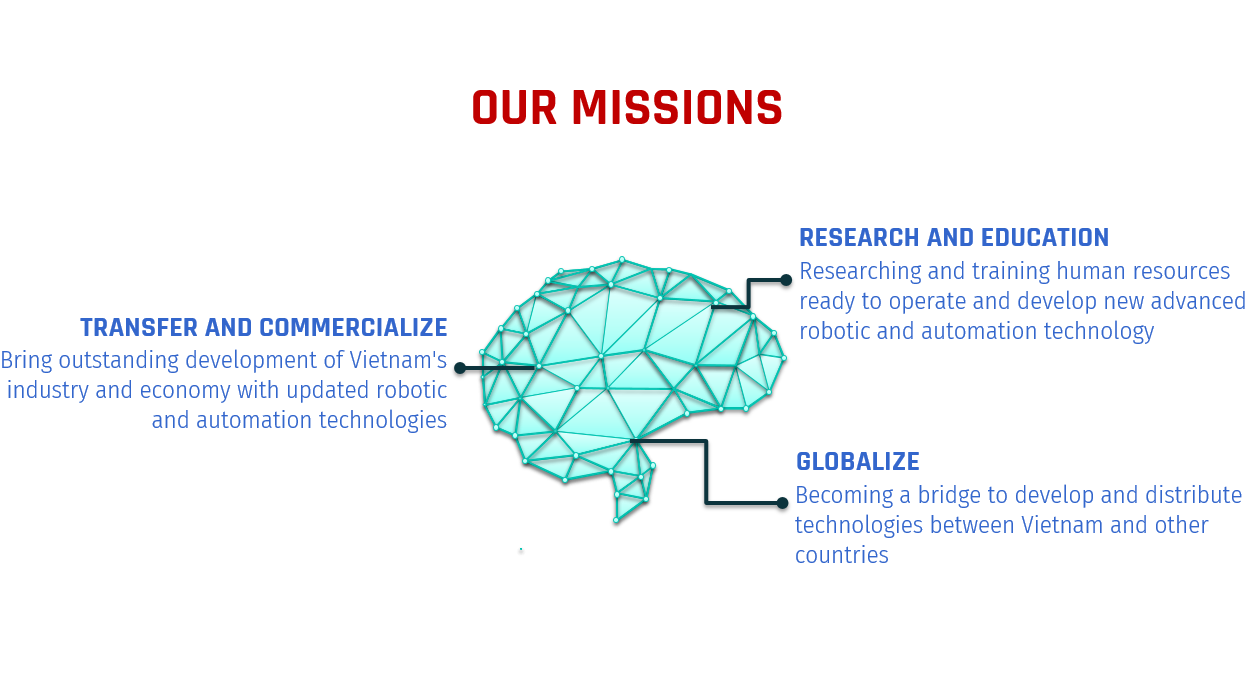 OUR MISSIONS
RESEARCH AND EDUCATION
Researching and training human resources
ready to operate and develop new advanced
robotic and automation technology
TRANSFER AND COMMERCIALIZE
Bring outstanding development of Vietnam's
industry and economy with updated robotic
and automation technologies
GLOBALIZE
Becoming a bridge to develop and distribute
technologies between Vietnam and other
countries